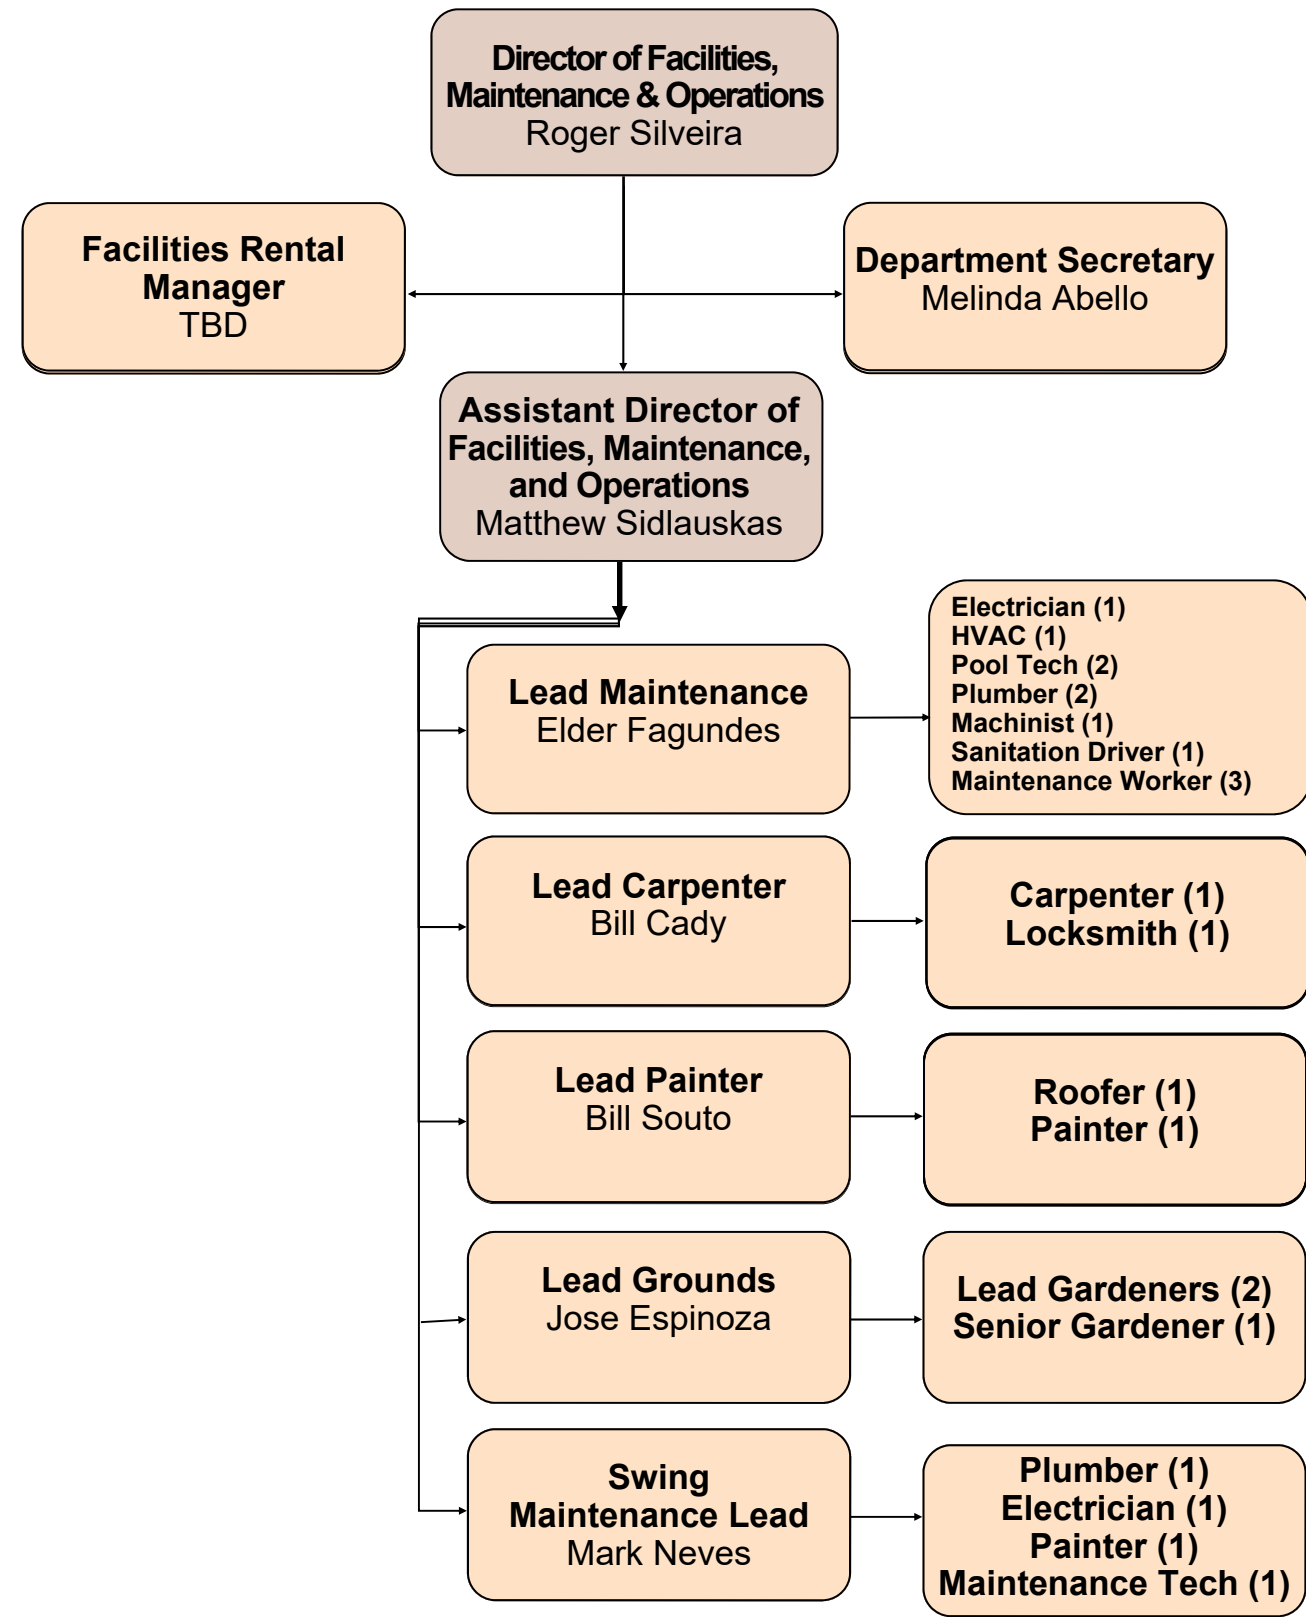 Director of Facilities,
Maintenance & Operations
Roger Silveira
Facilities Rental
Manager
TBD
Department Secretary
Melinda Abello
Assistant Director of
Facilities, Maintenance,
and Operations
Matthew Sidlauskas
Lead Maintenance
Elder Fagundes
Electrician (1)
HVAC (1)
Pool Tech (2)
Plumber (2)
Machinist (1)
Sanitation Driver (1)
Maintenance Worker (3)
Lead Carpenter
Bill Cady
Carpenter (1)
Locksmith (1)
Lead Painter
Bill Souto
Roofer (1)
Painter (1)
Lead Grounds
Jose Espinoza
Lead Gardeners (2)
Senior Gardener (1)
Swing
Maintenance Lead
Mark Neves
Plumber (1)
Electrician (1)
Painter (1)
Maintenance Tech (1)